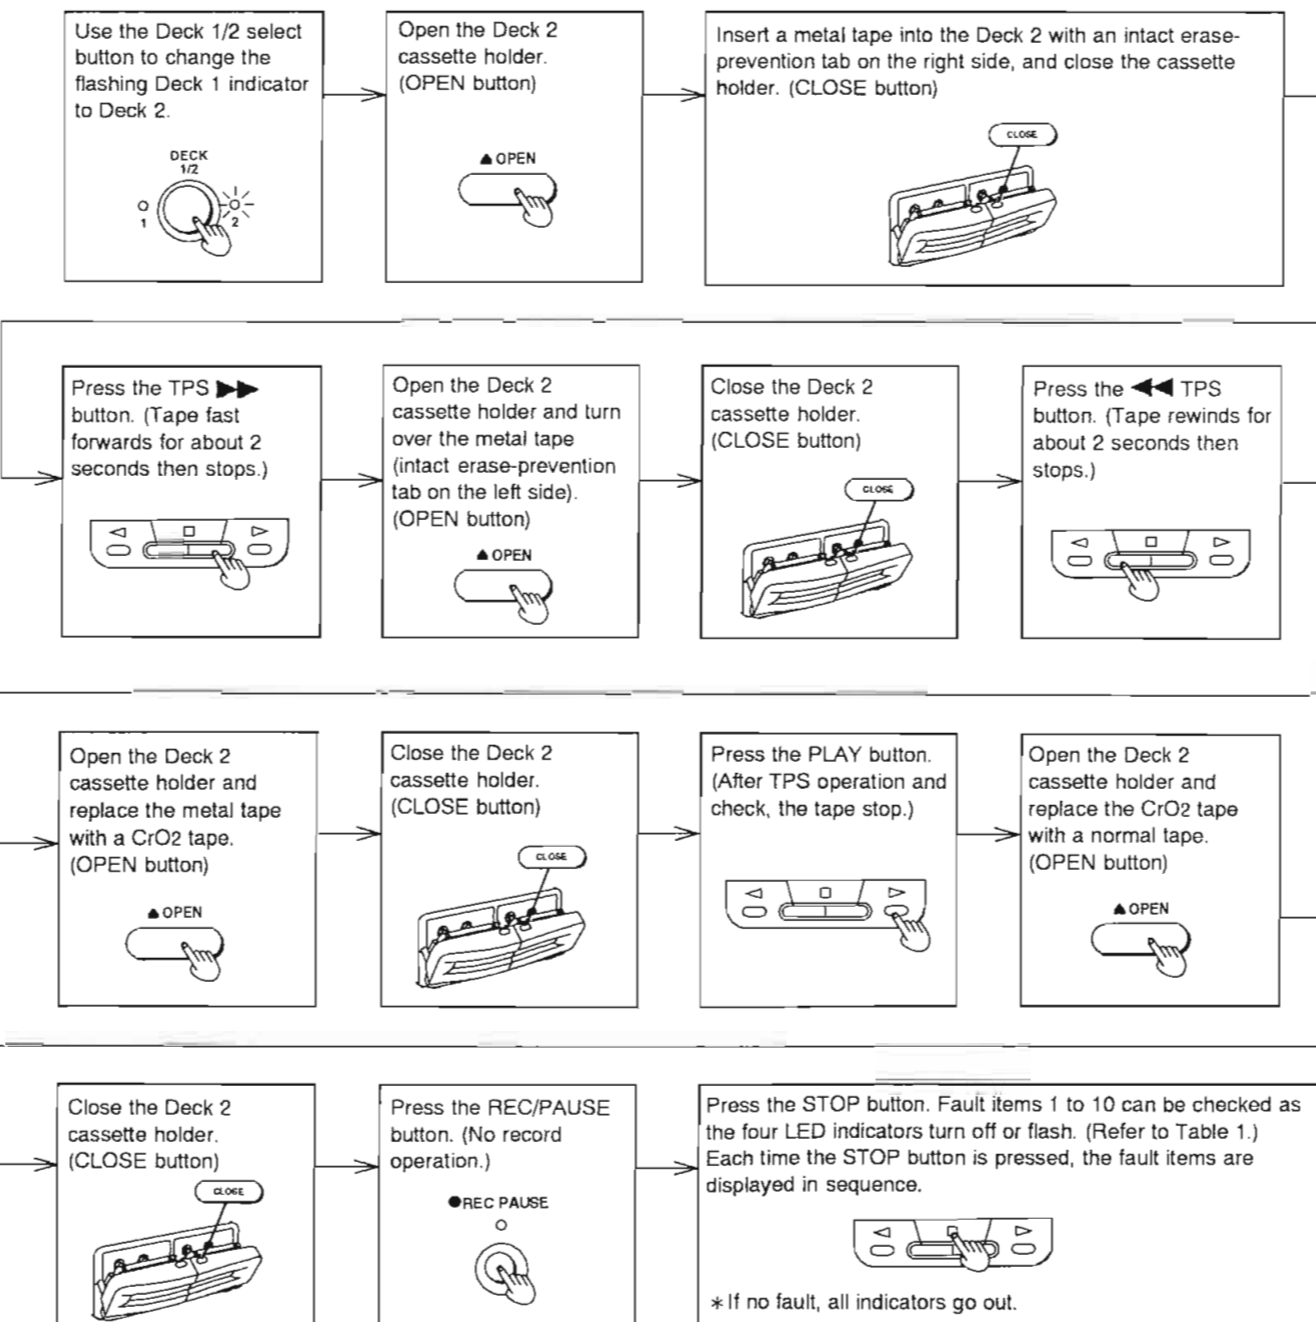 Use the Deck 1/2 select
button to change the
flashing Deck 1 indicator
to Deck 2.
DECK
1/2
1
2
Open the Deck 2
cassette holder.
(OPEN button)
▲ OPEN
Insert a metal tape into the Deck 2 with an intact erase-
prevention tab on the right side, and close the cassette
holder. (CLOSE button)
CLOSE
Press the TPS ▶▶
button. (Tape fast
forwards for about 2
seconds then stops.)
Open the Deck 2
cassette holder and turn
over the metal tape
(intact erase-prevention
tab on the left side).
(OPEN button)
▲ OPEN
Close the Deck 2
cassette holder.
(CLOSE button)
CLOSE
Press the ◀◀ TPS
button. (Tape rewinds for
about 2 seconds then
stops.)
Open the Deck 2
cassette holder and
replace the metal tape
with a CrO2 tape.
(OPEN button)
▲ OPEN
Close the Deck 2
cassette holder.
(CLOSE button)
CLOSE
Press the PLAY button.
(After TPS operation and
check, the tape stop.)
Open the Deck 2
cassette holder and
replace the CrO2 tape
with a normal tape.
(OPEN button)
▲ OPEN
Close the Deck 2
cassette holder.
(CLOSE button)
CLOSE
Press the REC/PAUSE
button. (No record
operation.)
●REC PAUSE
Press the STOP button. Fault items 1 to 10 can be checked as
the four LED indicators turn off or flash. (Refer to Table 1.)
Each time the STOP button is pressed, the fault items are
displayed in sequence.
*If no fault, all indicators go out.